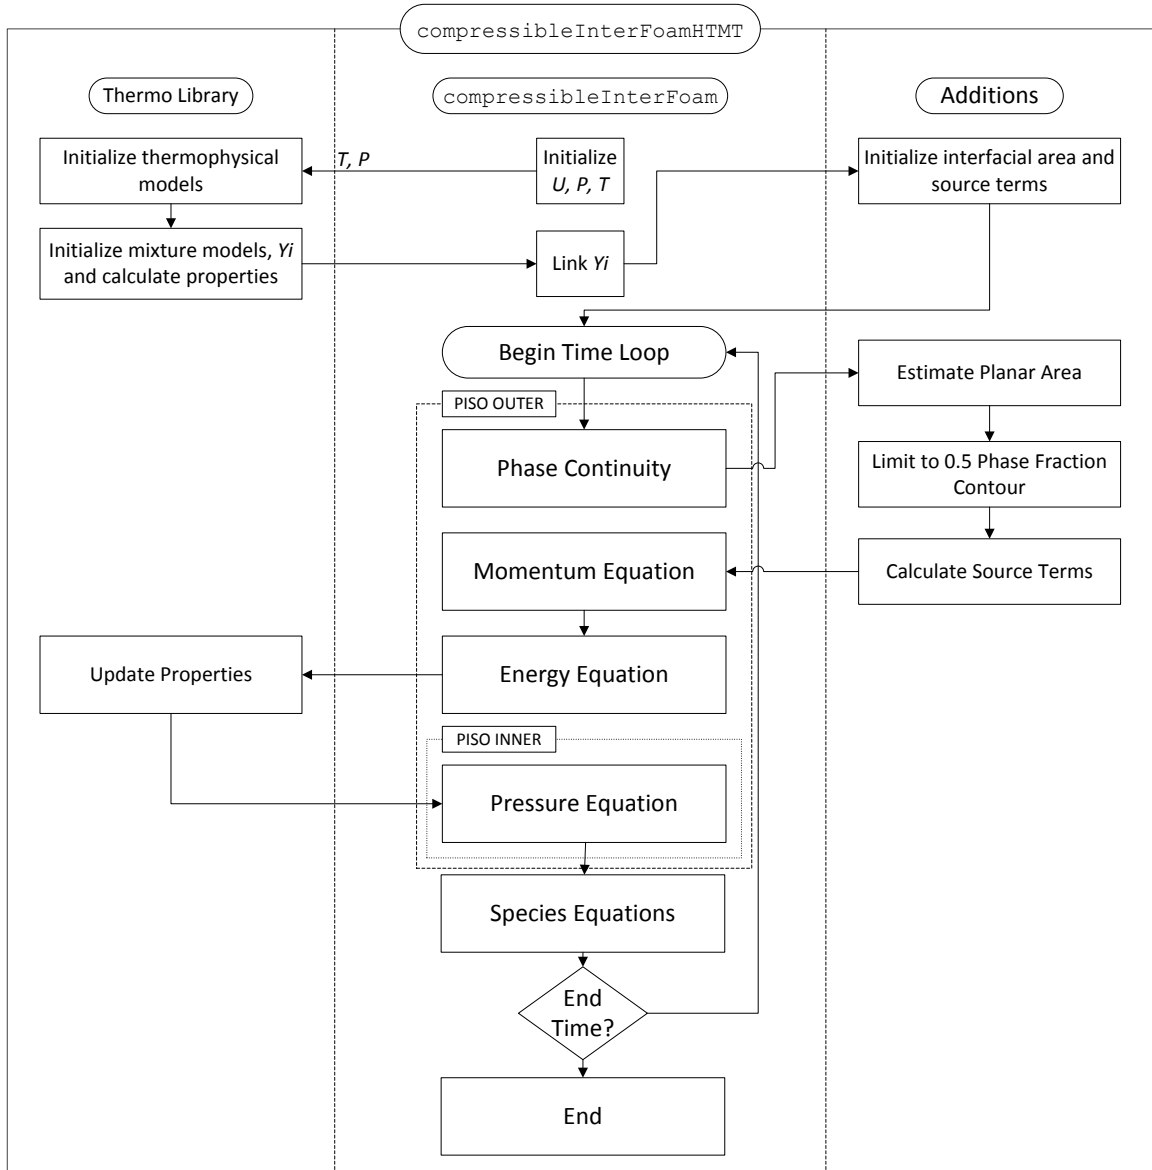 compressibleInterFoamHTMT
Thermo Library
compressibleInterFoam
Additions
Initialize thermophysical
models
T, P
Initialize
U, P, T
Initialize interfacial area and
source terms
Initialize mixture models, Yi
and calculate properties
Link Yi
Begin Time Loop
Estimate Planar Area
PISO OUTER
Phase Continuity
Limit to 0.5 Phase Fraction
Contour
Momentum Equation
Calculate Source Terms
Energy Equation
Update Properties
PISO INNER
Pressure Equation
Species Equations
End
Time?
End